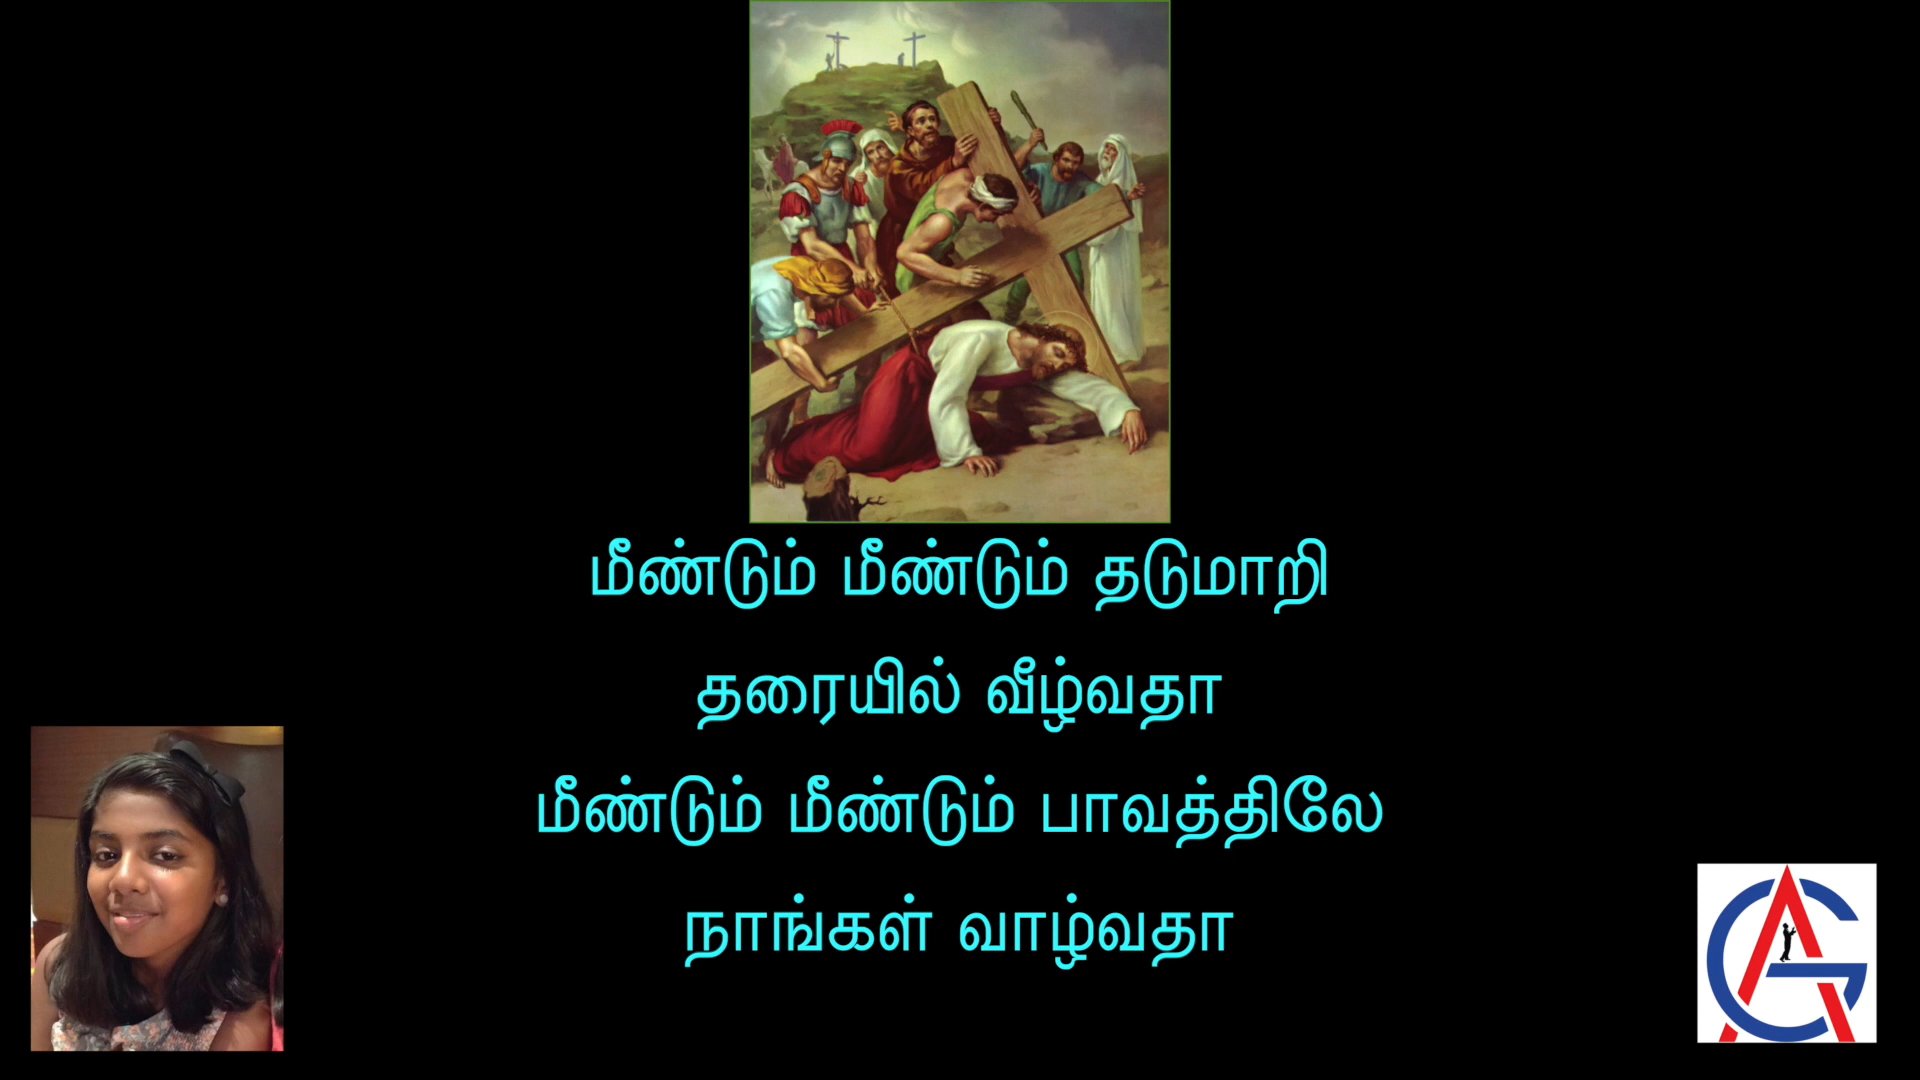 மீண்டும் மீண்டும் தடுமாறி
தரையில் வீழ்வதா
மீண்டும் மீண்டும் பாவத்திலே
நாங்கள் வாழ்வதா